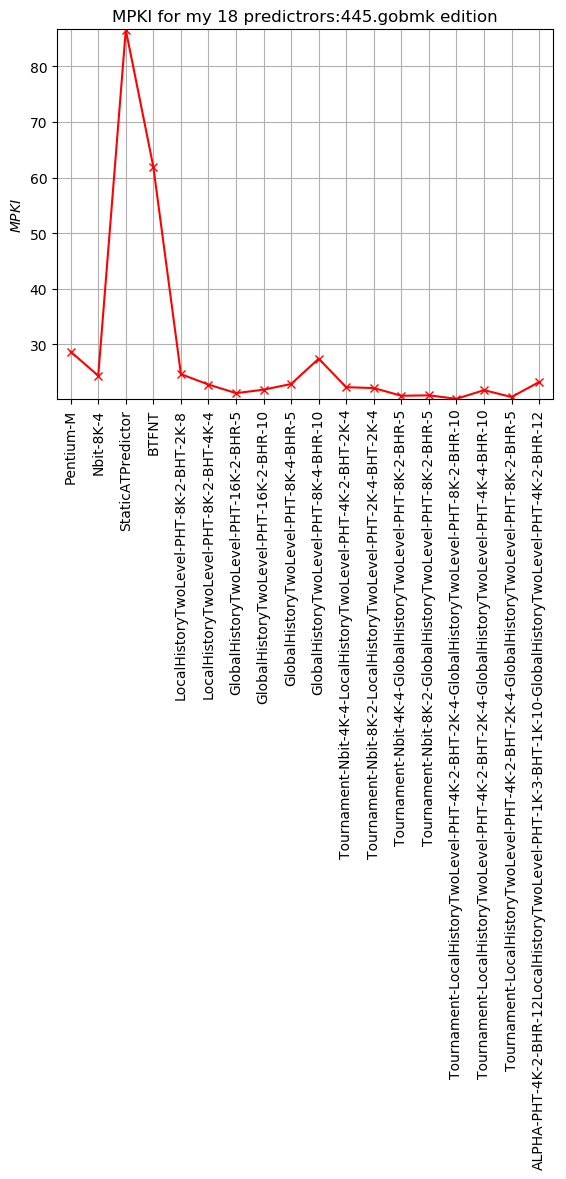 MPKI for my 18 predictrors:445.gobmk edition
MPKI
80
70
60
50
40
30
Pentium-M
Nbit-8K-4
StaticATPredictor
BTFNT
LocalHistoryTwoLevel-PHT-8K-2-BHT-2K-8
LocalHistoryTwoLevel-PHT-8K-2-BHT-4K-4
GlobalHistoryTwoLevel-PHT-16K-2-BHR-5
GlobalHistoryTwoLevel-PHT-16K-2-BHR-10
GlobalHistoryTwoLevel-PHT-8K-4-BHR-5
GlobalHistoryTwoLevel-PHT-8K-4-BHR-10
Tournament-Nbit-4K-4-LocalHistoryTwoLevel-PHT-4K-2-BHT-2K-4
Tournament-Nbit-8K-2-LocalHistoryTwoLevel-PHT-2K-4-BHT-2K-4
Tournament-Nbit-4K-4-GlobalHistoryTwoLevel-PHT-8K-2-BHR-5
Tournament-Nbit-8K-2-GlobalHistoryTwoLevel-PHT-8K-2-BHR-5
Tournament-LocalHistoryTwoLevel-PHT-4K-2-BHT-2K-4-GlobalHistoryTwoLevel-PHT-8K-2-BHR-10
Tournament-LocalHistoryTwoLevel-PHT-4K-2-BHT-2K-4-GlobalHistoryTwoLevel-PHT-4K-4-BHR-10
Tournament-LocalHistoryTwoLevel-PHT-4K-2-BHT-2K-4-GlobalHistoryTwoLevel-PHT-8K-2-BHR-5
ALPHA-PHT-4K-2-BHR-12LocalHistoryTwoLevel-PHT-1K-3-BHT-1K-10-GlobalHistoryTwoLevel-PHT-4K-2-BHR-12